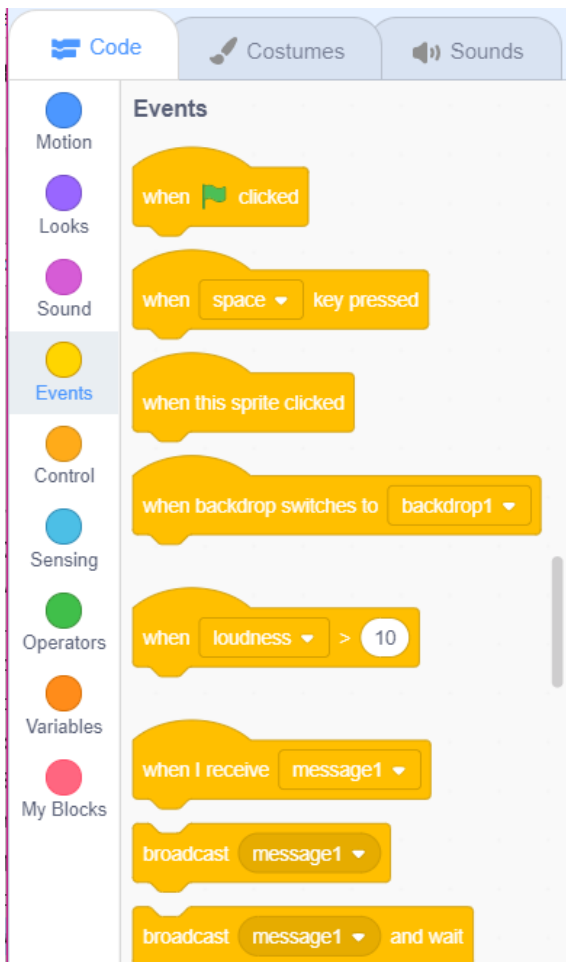 Code
Costumes
Sounds
Motion
Looks
Sound
Events
Control
Sensing
Operators
Variables
My Blocks
Events
when clicked
when space key pressed
when this sprite clicked
when backdrop switches to backdrop1
when loudness > 10
when I receive message1
broadcast message1
broadcast message1 and wait